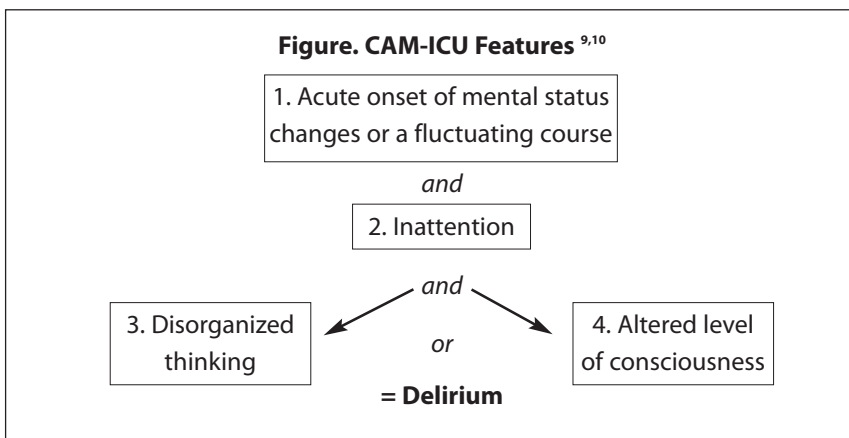 Figure. CAM-ICU Features 9,10
1. Acute onset of mental status
changes or a fluctuating course
and
2. Inattention
and
3. Disorganized
thinking
or
4. Altered level
of consciousness
= Delirium